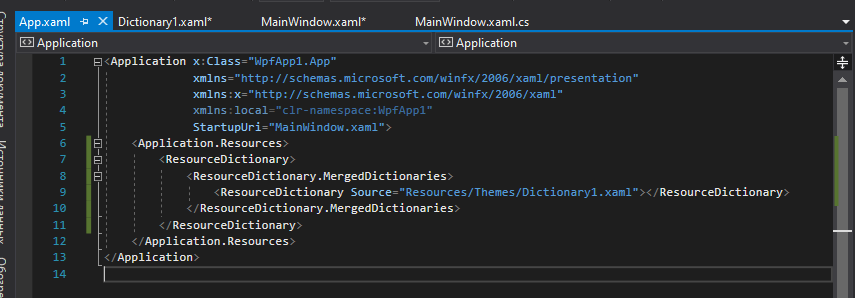 App.xaml
Dictionary1.xaml*
MainWindow.xaml*
MainWindow.xaml.cs
Application
Application
1 <Application x:Class="WpfApp1.App"
2 xmlns="http://schemas.microsoft.com/winfx/2006/xaml/presentation"
3 xmlns:x="http://schemas.microsoft.com/winfx/2006/xaml"
4 xmlns:local="clr-namespace:WpfApp1"
5 StartupUri="MainWindow.xaml">
6 <Application.Resources>
7 <ResourceDictionary>
8 <ResourceDictionary.MergedDictionaries>
9 <ResourceDictionary Source="Resources/Themes/Dictionary1.xaml"></ResourceDictionary>
10 </ResourceDictionary.MergedDictionaries>
11 </ResourceDictionary>
12 </Application.Resources>
13 </Application>
14
Структура документа
Источники данных